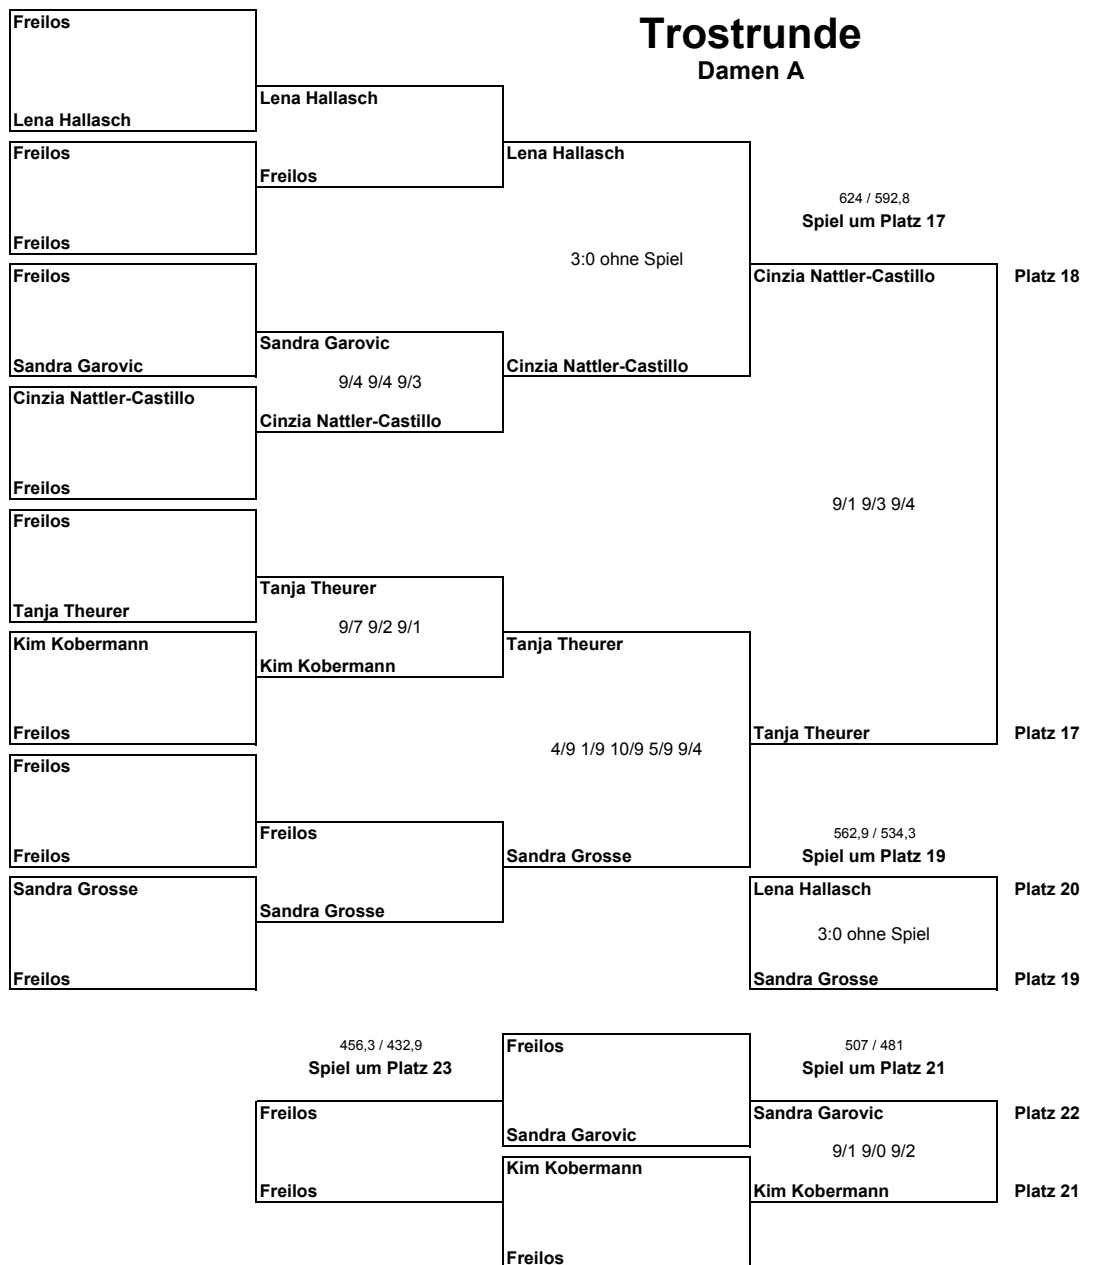 Trostrunde
Damen A
Freilos
Lena Hallasch
Freilos
Freilos
Freilos
Sandra Garovic
Cinzia Nattler-Castillo
Freilos
Freilos
Tanja Theurer
Kim Kobermann
Freilos
Freilos
Freilos
Sandra Grosse
Freilos
Lena Hallasch
Freilos
Sandra Garovic
9/4 9/4 9/3
Cinzia Nattler-Castillo
Tanja Theurer
9/7 9/2 9/1
Kim Kobermann
Freilos
Sandra Grosse
Lena Hallasch
3:0 ohne Spiel
Cinzia Nattler-Castillo
Tanja Theurer
4/9 1/9 10/9 5/9 9/4
Sandra Grosse
624 / 592,8
Spiel um Platz 17
Cinzia Nattler-Castillo Platz 18
9/1 9/3 9/4
Tanja Theurer Platz 17
562,9 / 534,3
Spiel um Platz 19
Lena Hallasch Platz 20
3:0 ohne Spiel
Sandra Grosse Platz 19
456,3 / 432,9
Spiel um Platz 23
Freilos
Freilos
Freilos
Sandra Garovic
Kim Kobermann
Freilos
507 / 481
Spiel um Platz 21
Sandra Garovic Platz 22
9/1 9/0 9/2
Kim Kobermann Platz 21